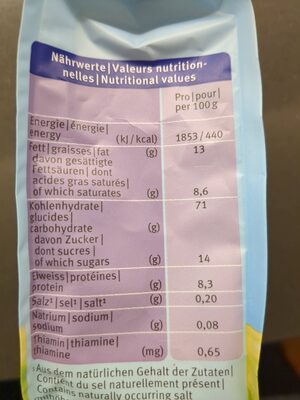 Nährwerte|Valeurs nutrition-
nelles|Nutritional values
Pro|pour|
per 100g
Energie|énergie|
energy (kJ/kcal) 1853/440
Fett|graisses|fat (g) 13
davon gesättigte
Fettsäuren|dont
acides gras saturés|
of which saturates (g) 8,6
Kohlenhydrate| 71
glucides|
carbohydrate (g)
davon Zucker|
dont sucres|
of which sugars (g) 14
Eiweiss|protéines|
protein (g) 8,3
Salz¹|sel¹|salt¹ (g) 0,20
Natrium|sodium|
sodium (g) 0,08
Thiamin|thiamine|
thiamine (mg) 0,65
¹Aus dem natürlichen Gehalt der Zutaten|
Contient du sel naturellement présent|
Contains naturally occurring salt